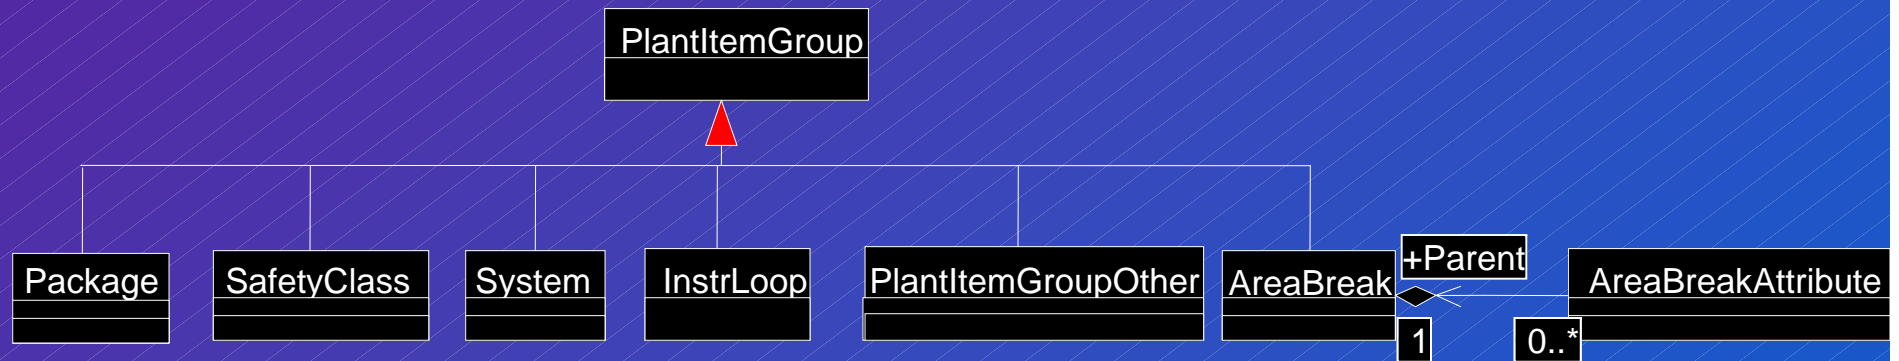 PlantItemGroup
Package
SafetyClass
System
InstrLoop
PlantItemGroupOther
AreaBreak
+Parent
AreaBreakAttribute
1
0..*